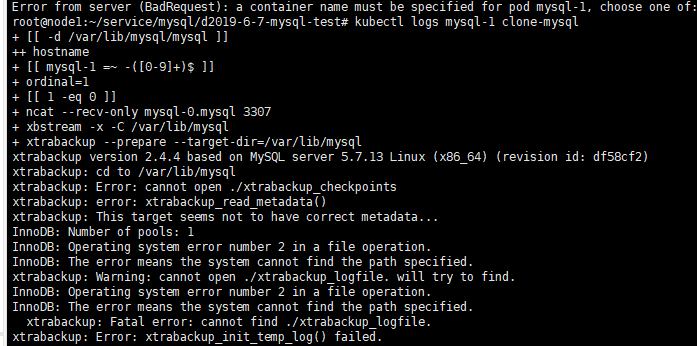 Error from server (BadRequest): a container name must be specified for pod mysql-1, choose one of:
root@node1:~/service/mysql/d2019-6-7-mysql-test# kubectl logs mysql-1 clone-mysql
+ [[ -d /var/lib/mysql/mysql ]]
++ hostname
+ [[ mysql-1 =~ -([0-9]+)$ ]]
+ ordinal=1
+ [[ 1 -eq 0 ]]
+ ncat --recv-only mysql-0.mysql 3307
+ xbstream -x -C /var/lib/mysql
+ xtrabackup --prepare --target-dir=/var/lib/mysql
xtrabackup version 2.4.4 based on MySQL server 5.7.13 Linux (x86_64) (revision id: df58cf2)
xtrabackup: cd to /var/lib/mysql
xtrabackup: Error: cannot open ./xtrabackup_checkpoints
xtrabackup: error: xtrabackup_read_metadata()
xtrabackup: This target seems not to have correct metadata...
InnoDB: Number of pools: 1
InnoDB: Operating system error number 2 in a file operation.
InnoDB: The error means the system cannot find the path specified.
xtrabackup: Warning: cannot open ./xtrabackup_logfile. will try to find.
InnoDB: Operating system error number 2 in a file operation.
InnoDB: The error means the system cannot find the path specified.
xtrabackup: Fatal error: cannot find ./xtrabackup_logfile.
xtrabackup: Error: xtrabackup_init_temp_log() failed.